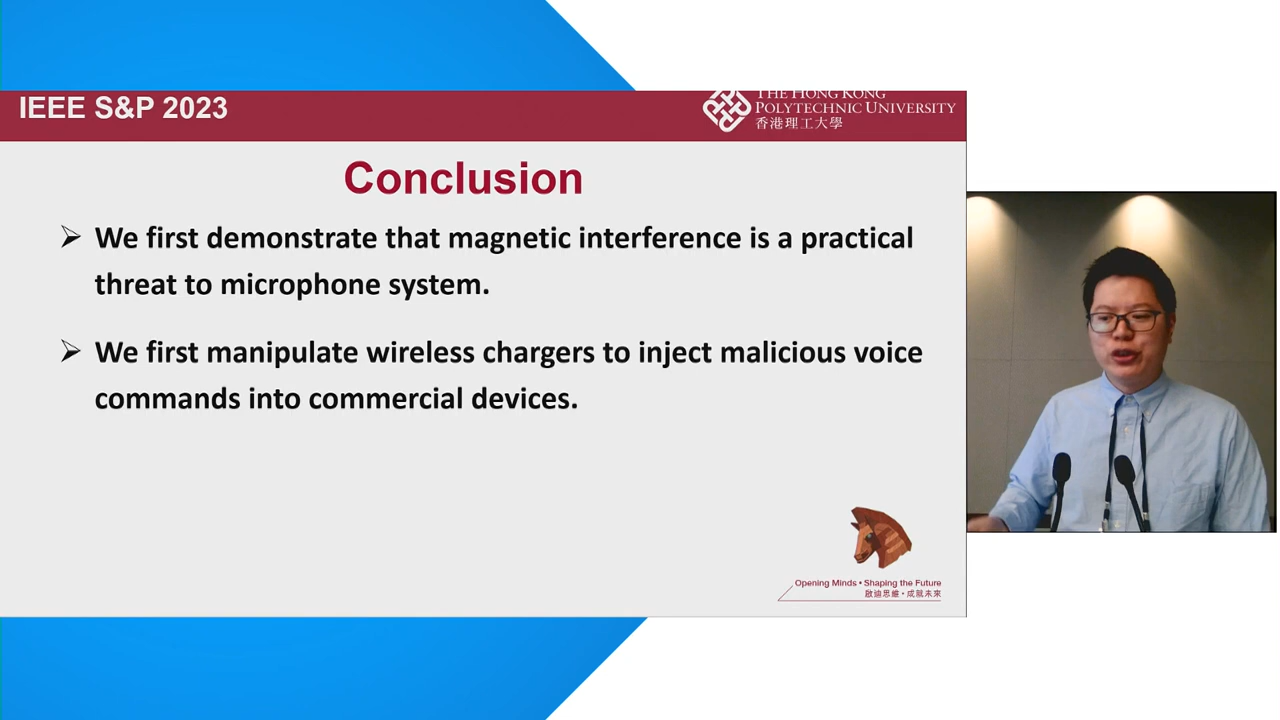 IEEE S&P 2023
THE HONG KONG
POLYTECHNIC UNIVERSITY
香港理工大學
Conclusion
We first demonstrate that magnetic interference is a practical
threat to microphone system.
We first manipulate wireless chargers to inject malicious voice
commands into commercial devices.
Opening Minds • Shaping the Future
啟迪思維 • 成就未來